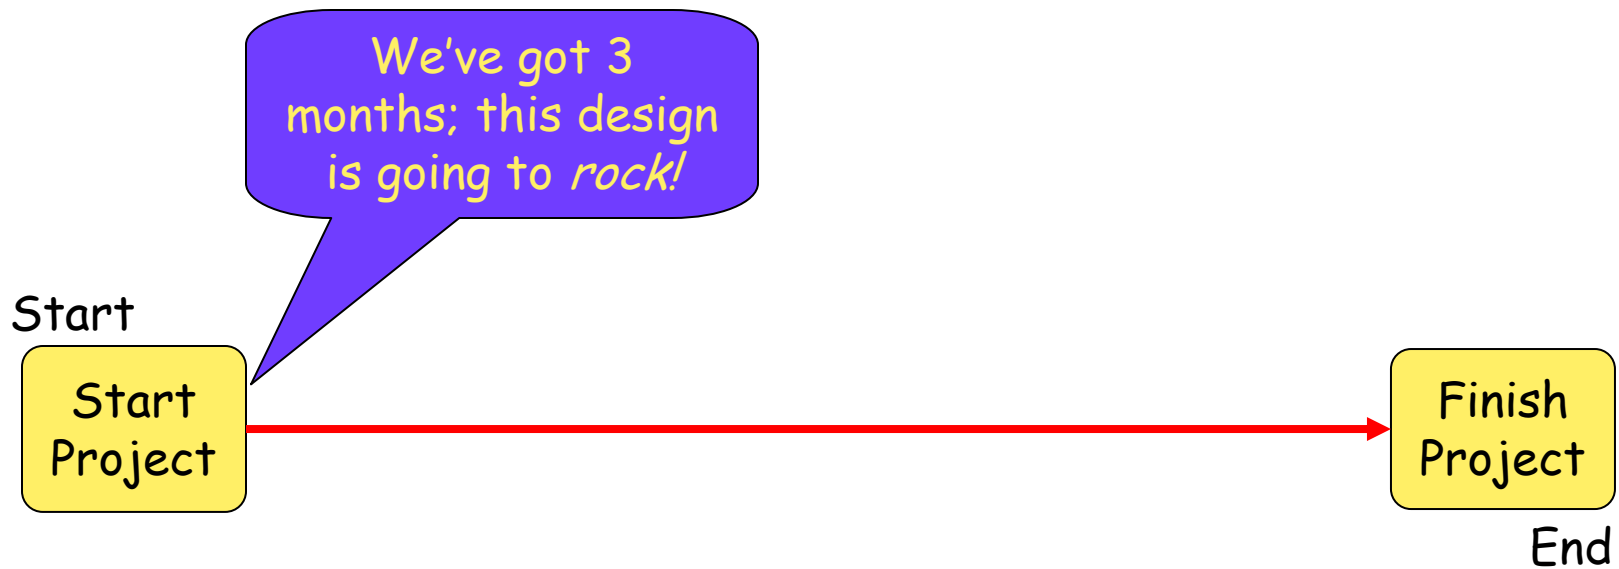 We've got 3
months; this design
is going to rock!
Start
Start
Project
Finish
Project
End